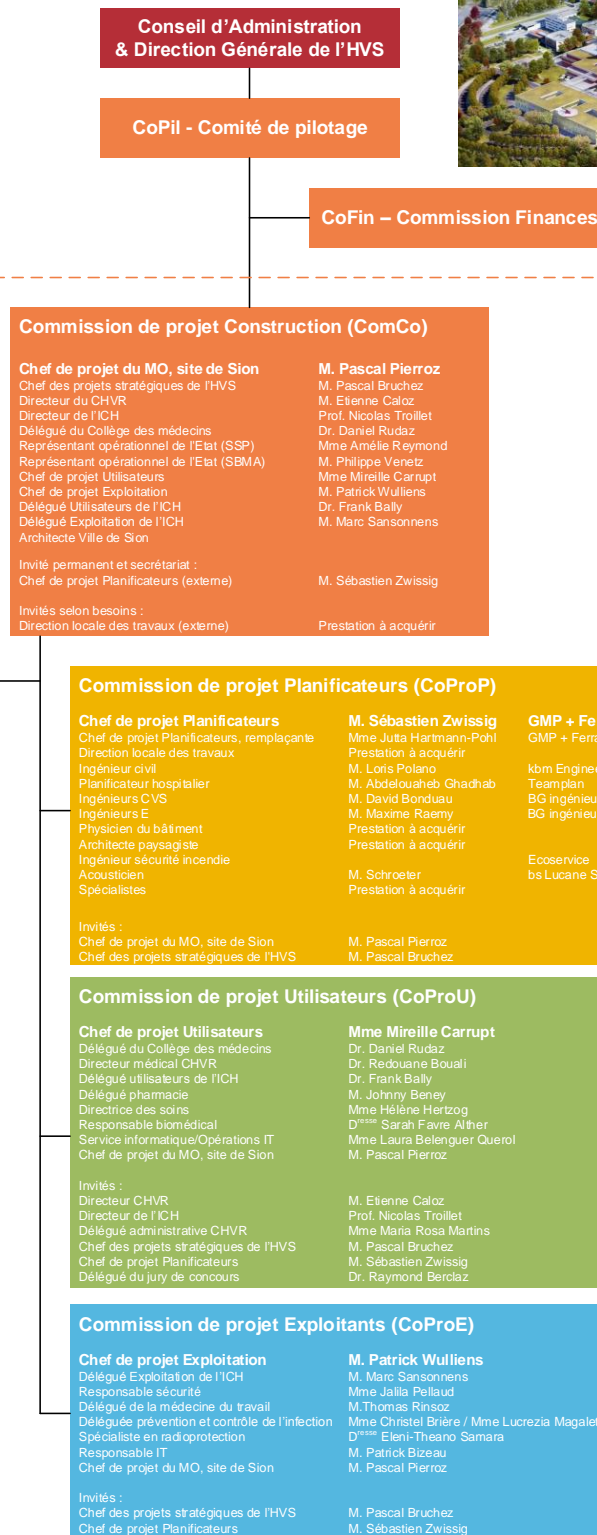 Conseil d'Administration
& Direction Générale de l'HVS
CoPil - Comité de pilotage
CoFin – Commission Finances
Commission de projet Construction (ComCo)
Chef de projet du MO, site de Sion M. Pascal Pierroz
Chef des projets stratégiques de l'HVS M. Pascal Bruchez
Directeur du CHVR M. Etienne Caloz
Directeur de l'ICH Prof. Nicolas Troillet
Délégué du Collège des médecins Dr. Daniel Rudaz
Représentant opérationnel de l'Etat (SSP) Mme Amélie Reymond
Représentant opérationnel de l'Etat (SBMA) M. Philippe Venetz
Chef de projet Utilisateurs Mme Mireille Carrupt
Chef de projet Exploitation M. Patrick Wulliens
Délégué Utilisateurs de l'ICH Dr. Frank Bally
Délégué Exploitation de l'ICH M. Marc Sansonnens
Architecte Ville de Sion
Invité permanent et secrétariat :
Chef de projet Planificateurs (externe) M. Sébastien Zwissig
Invités selon besoins :
Direction locale des travaux (externe) Prestation à acquérir
Commission de projet Planificateurs (CoProP)
Chef de projet Planificateurs M. Sébastien Zwissig GMP + Fe
Chef de projet Planificateurs, remplaçante Mme Jutta Hartmann-Pohl GMP + Ferra
Direction locale des travaux Prestation à acquérir
Ingénieur civil M. Loris Polano kbm Enginee
Planificateur hospitalier M. Abdelouaheb Ghadhab Teamplan
Ingénieurs CVS M. David Bonduau BG ingénieu
Ingénieurs E M. Maxime Raemy BG ingénieu
Physicien du bâtiment Prestation à acquérir
Architecte paysagiste Prestation à acquérir
Ingénieur sécurité incendie Ecoservice
Acousticien M. Schroeter bs Lucane S
Spécialistes Prestation à acquérir
Invités :
Chef de projet du MO, site de Sion M. Pascal Pierroz
Chef des projets stratégiques de l'HVS M. Pascal Bruchez
Commission de projet Utilisateurs (CoProU)
Chef de projet Utilisateurs Mme Mireille Carrupt
Délégué du Collège des médecins Dr. Daniel Rudaz
Directeur médical CHVR Dr. Redouane Bouali
Délégué utilisateurs de l'ICH Dr. Frank Bally
Délégué pharmacie M. Johnny Beney
Directrice des soins Mme Hélène Hertzog
Responsable biomédical Dresse Sarah Favre Alther
Service informatique/Opérations IT Mme Laura Belenguer Querol
Chef de projet du MO, site de Sion M. Pascal Pierroz
Invités :
Directeur CHVR M. Etienne Caloz
Directeur de l'ICH Prof. Nicolas Troillet
Délégué administrative CHVR Mme Maria Rosa Martins
Chef des projets stratégiques de l'HVS M. Pascal Bruchez
Chef de projet Planificateurs M. Sébastien Zwissig
Délégué du jury de concours Dr. Raymond Berclaz
Commission de projet Exploitants (CoProE)
Chef de projet Exploitation M. Patrick Wulliens
Délégué Exploitation de l'ICH M. Marc Sansonnens
Responsable sécurité Mme Jalila Pellaud
Délégué de la médecine du travail M.Thomas Rinsoz
Déléguée prévention et contrôle de l'infection Mme Christel Brière / Mme Lucrezia Magalet
Spécialiste en radioprotection Dresse Eleni-Theano Samara
Responsable IT M. Patrick Bizeau
Chef de projet du MO, site de Sion M. Pascal Pierroz
Invités :
Chef des projets stratégiques de l'HVS M. Pascal Bruchez
Chef de projet Planificateurs M. Sébastien Zwissig